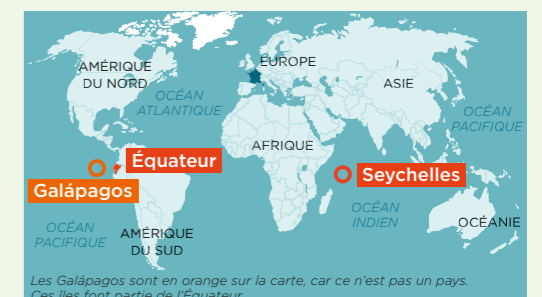 AMÉRIQUE
DU NORD
EUROPE
ASIE
OCÉAN
ATLANTIQUE
OCÉAN
PACIFIQUE
AFRIQUE
Équateur
Galápagos
Seychelles
OCÉAN
INDIEN
OCÉANIE
OCÉAN
PACIFIQUE
AMÉRIQUE
DU SUD
Les Galápagos sont en orange sur la carte, car ce n'est pas un pays.
Ces îles font partie de l'Équateur